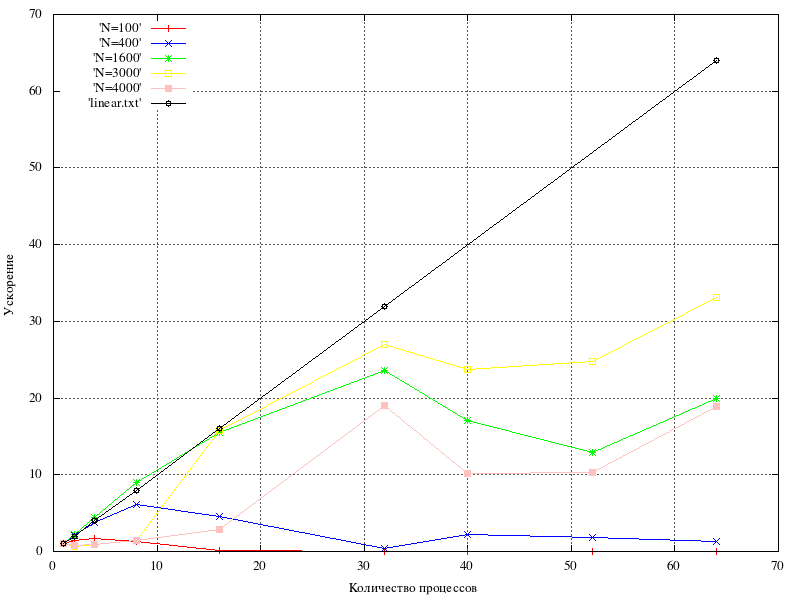 70
60
50
40
30
20
10
0
'N=100'
'N=400'
'N=1600'
'N=3000'
'N=4000'
'linear.txt'
Ускорение
0 10 20 30 40 50 60 70
Количество процессов